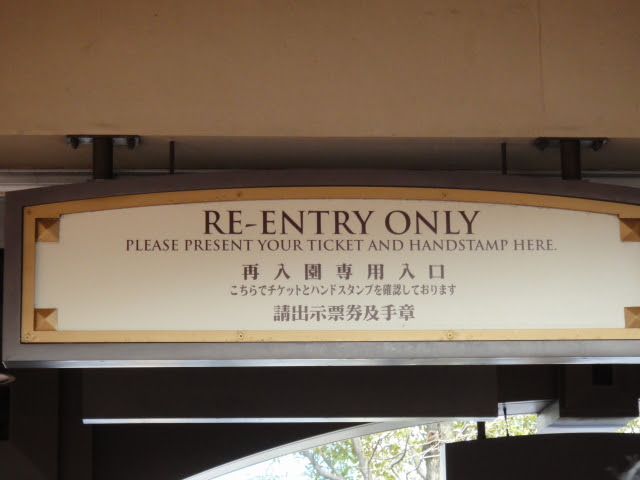 RE-ENTRY ONLY
PLEASE PRESENT YOUR TICKET AND HANDSTAMP HERE.
再入園専用入口
こちらでチケットとハンドスタンプを確認しております
請出示票券及手章